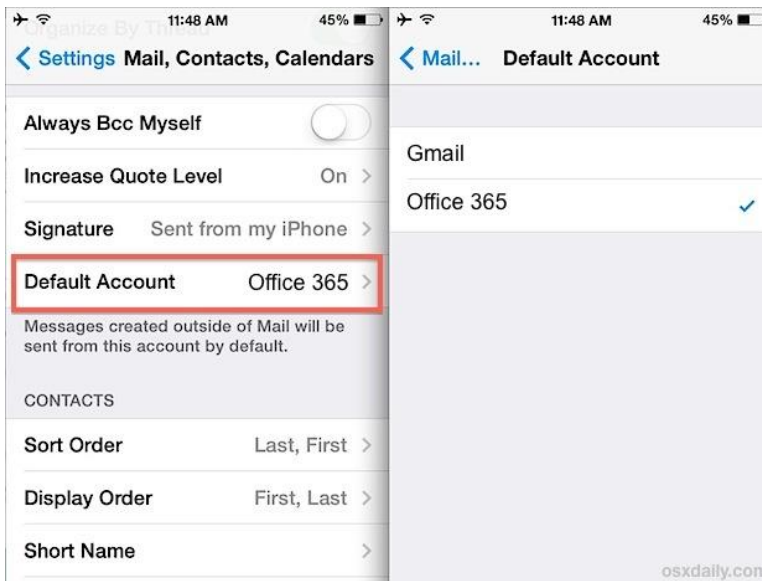 11:48 AM 45%
Organize By Thread
Settings Mail, Contacts, Calendars
Always Bcc Myself
Increase Quote Level On
Signature Sent from my iPhone
Default Account Office 365
Messages created outside of Mail will be
sent from this account by default.
CONTACTS
Sort Order Last, First
Display Order First, Last
Short Name
11:48 AM 45%
Mail... Default Account
Gmail
Office 365
osxdaily.com